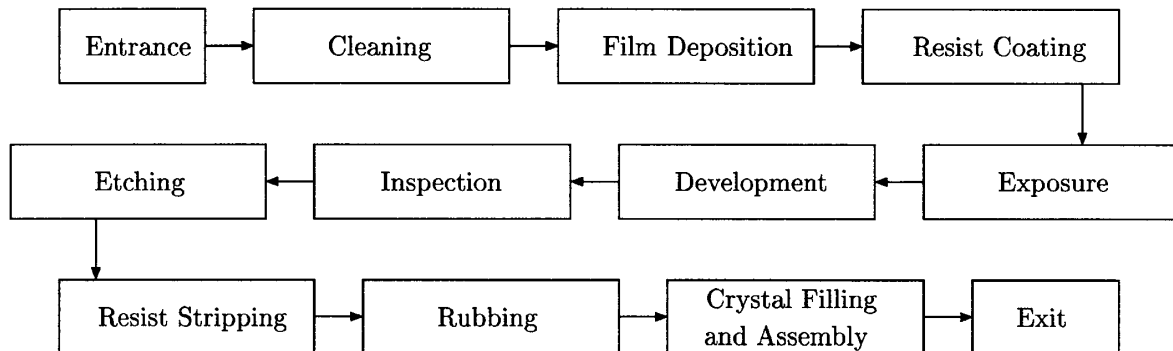 Entrance
Cleaning
Film Deposition
Resist Coating
Etching
Inspection
Development
Exposure
Resist Stripping
Rubbing
Crystal Filling
and Assembly
Exit